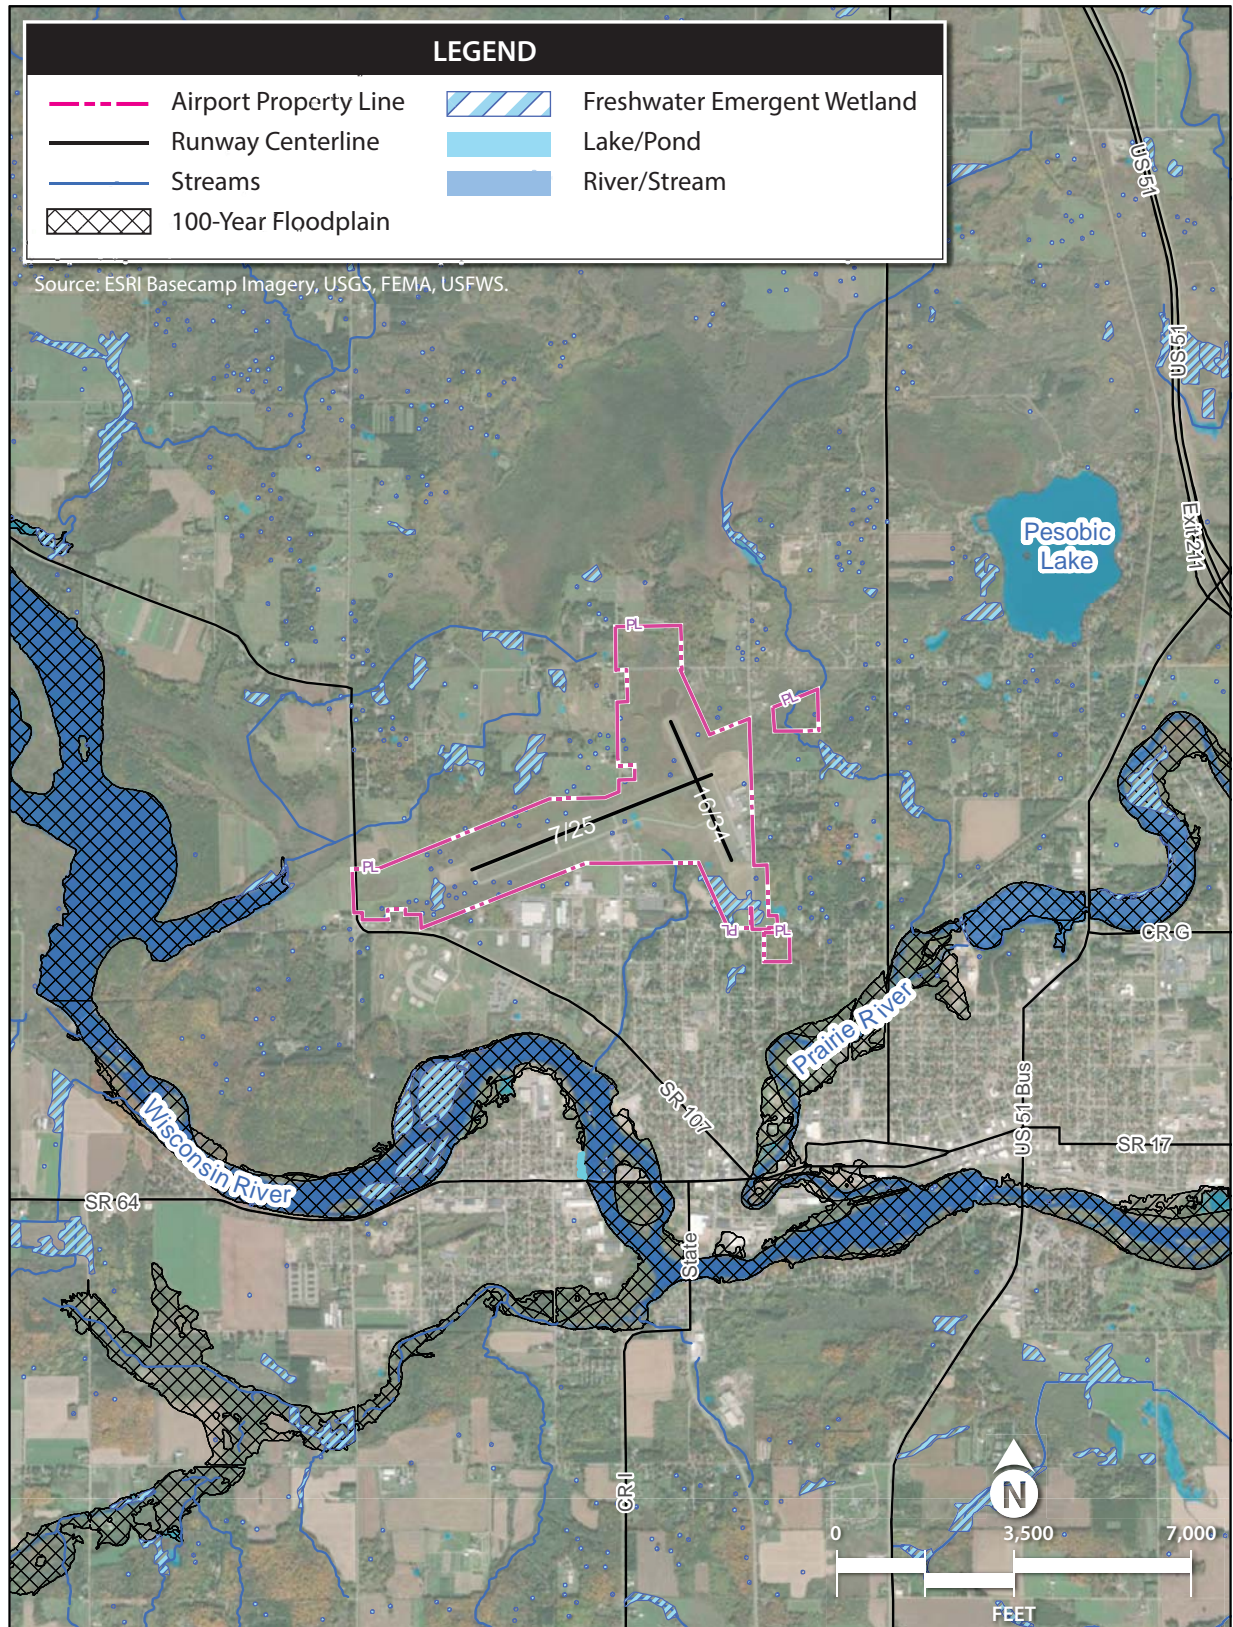 LEGEND
Airport Property Line
Freshwater Emergent Wetland
Runway Centerline
Lake/Pond
Streams
River/Stream
100-Year Floodplain
Source: ESRI Basecamp Imagery, USGS, FEMA, USFWS.
US 51
US 51
Exit 211
Pesobic
Lake
PL
PL
16/34
7/25
PL
PL
PL
CR G
Prairie River
SR 107
US 51 Bus
Wisconsin River
SR 17
SR 64
State
CR I
N
0
3,500
7,000
FEET